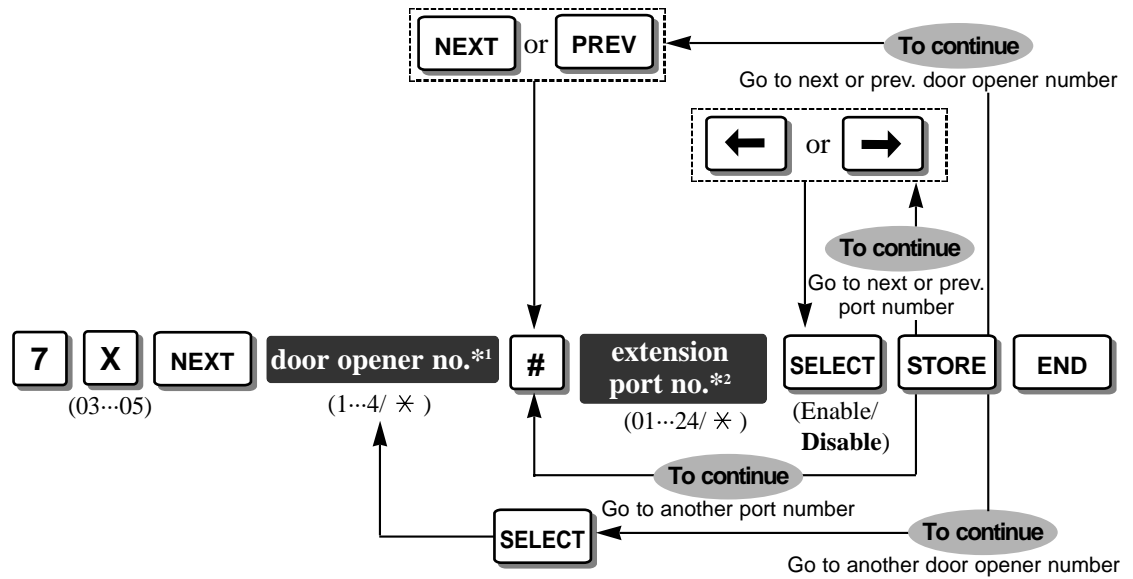 NEXT or PREV
To continue
Go to next or prev. door opener number
← or →
To continue
Go to next or prev.
port number
7 X NEXT door opener no.*1 # extension port no.*2 SELECT STORE END
(03···05)
(1···4/ ✳ )
(01···24/ ✳ )
(Enable/
Disable)
To continue
Go to another port number
SELECT
To continue
Go to another door opener number